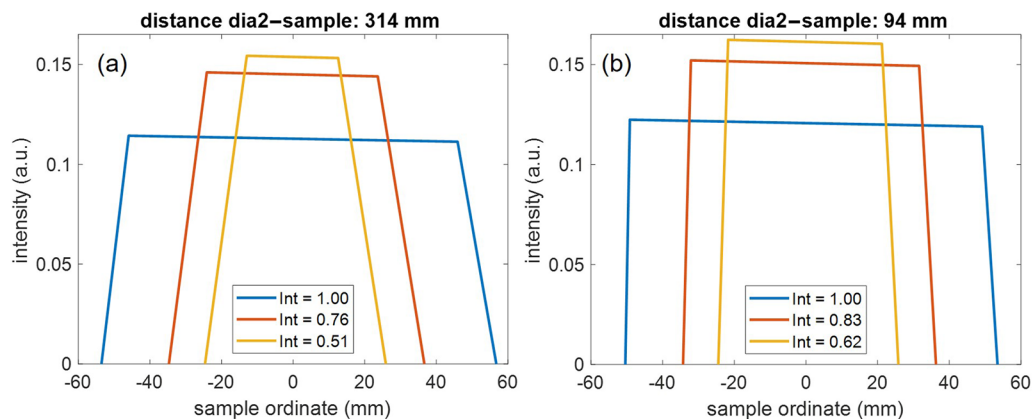 distance dia2−sample: 314 mm
(a)
intensity (a.u.)
0.15
0.1
0.05
0
Int = 1.00
Int = 0.76
Int = 0.51
-60 -40 -20 0 20 40 60
sample ordinate (mm)
distance dia2−sample: 94 mm
(b)
intensity (a.u.)
0.15
0.1
0.05
0
Int = 1.00
Int = 0.83
Int = 0.62
-60 -40 -20 0 20 40 60
sample ordinate (mm)